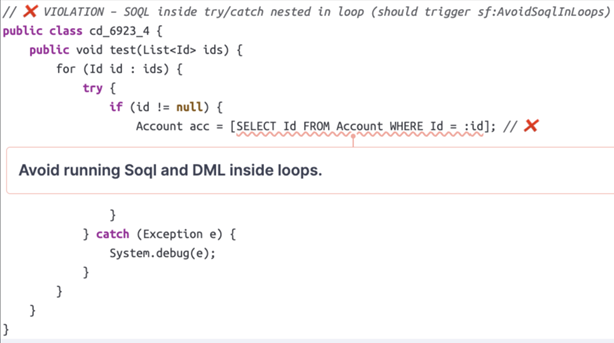 // ❌ VIOLATION – SOQL inside try/catch nested in loop (should trigger sf:AvoidSoqlInLoops)
public class cd_6923_4 {
    public void test(List<Id> ids) {
        for (Id id : ids) {
            try {
                if (id != null) {
                    Account acc = [SELECT Id FROM Account WHERE Id = :id]; // ❌
Avoid running Soql and DML inside loops.
                }
            } catch (Exception e) {
                System.debug(e);
            }
        }
    }
}